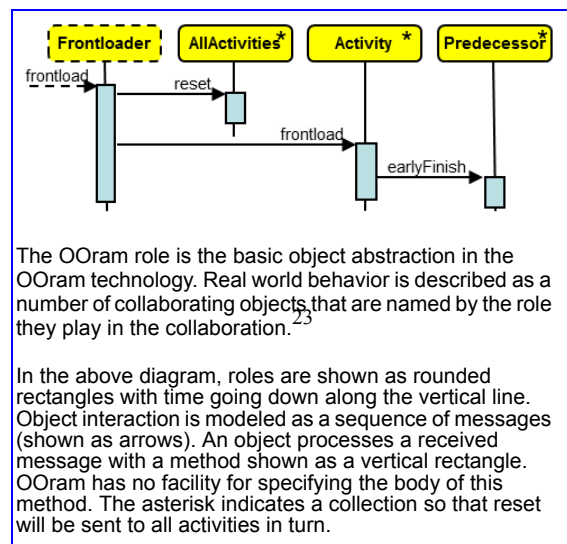 Frontloader AllActivities* Activity * Predecessor*
frontload
reset
frontload
earlyFinish
The OOram role is the basic object abstraction in the
OOram technology. Real world behavior is described as a
number of collaborating objects that are named by the role
they play in the collaboration.23
In the above diagram, roles are shown as rounded
rectangles with time going down along the vertical line.
Object interaction is modeled as a sequence of messages
(shown as arrows). An object processes a received
message with a method shown as a vertical rectangle.
OOram has no facility for specifying the body of this
method. The asterisk indicates a collection so that reset
will be sent to all activities in turn.